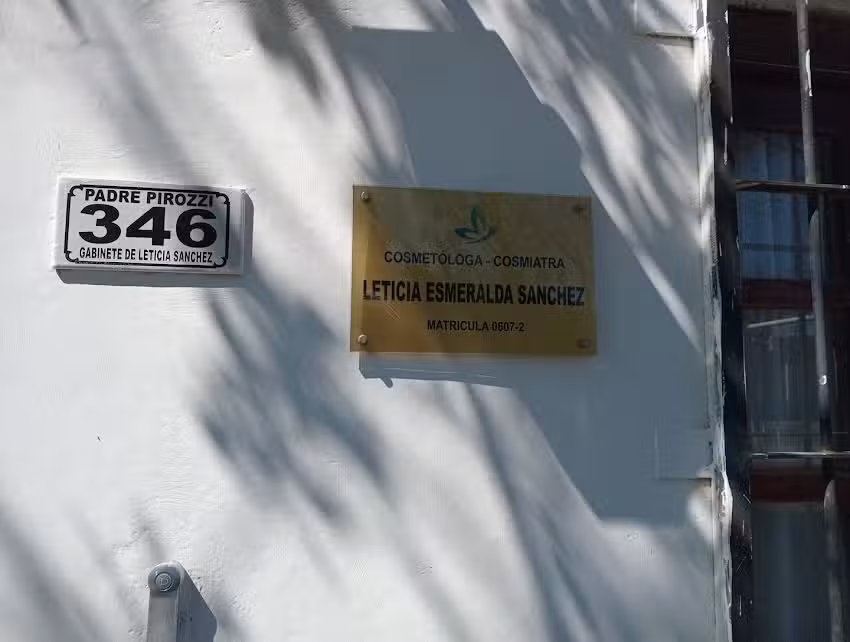 PADRE PIROZZI
346
GABINETE DE LETICIA SANCHEZ
COSMETÓLOGA - COSMIATRA
LETICIA ESMERALDA SANCHEZ
MATRICULA 0607-2